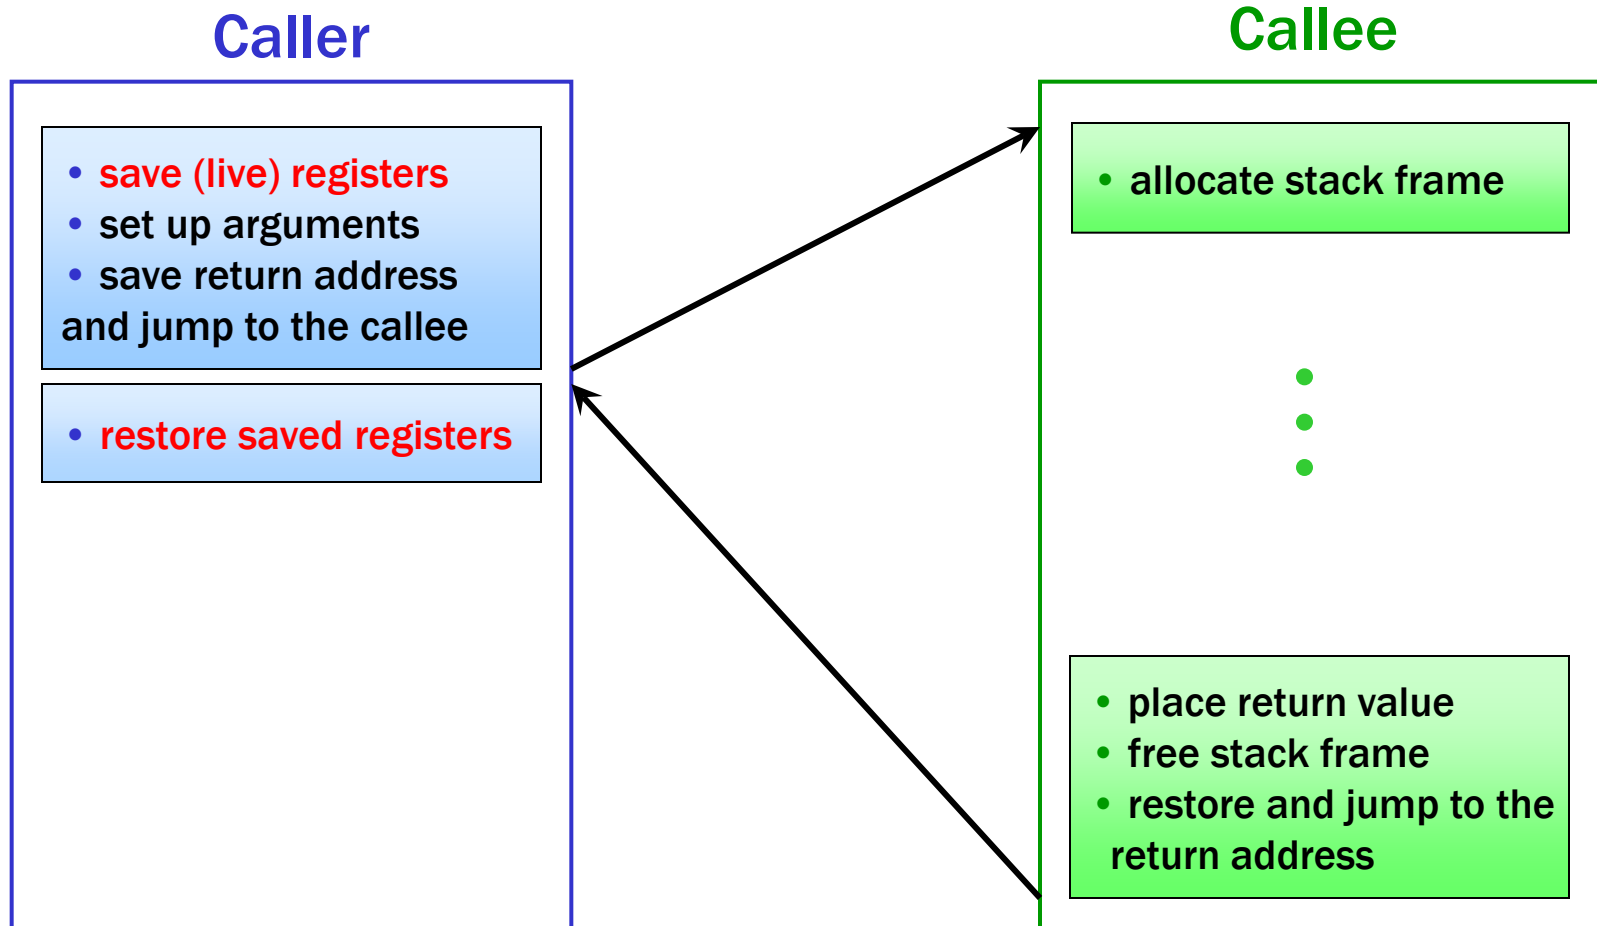 Caller
• save (live) registers
• set up arguments
• save return address
and jump to the callee
• restore saved registers
Callee
• allocate stack frame
• place return value
• free stack frame
• restore and jump to the
return address